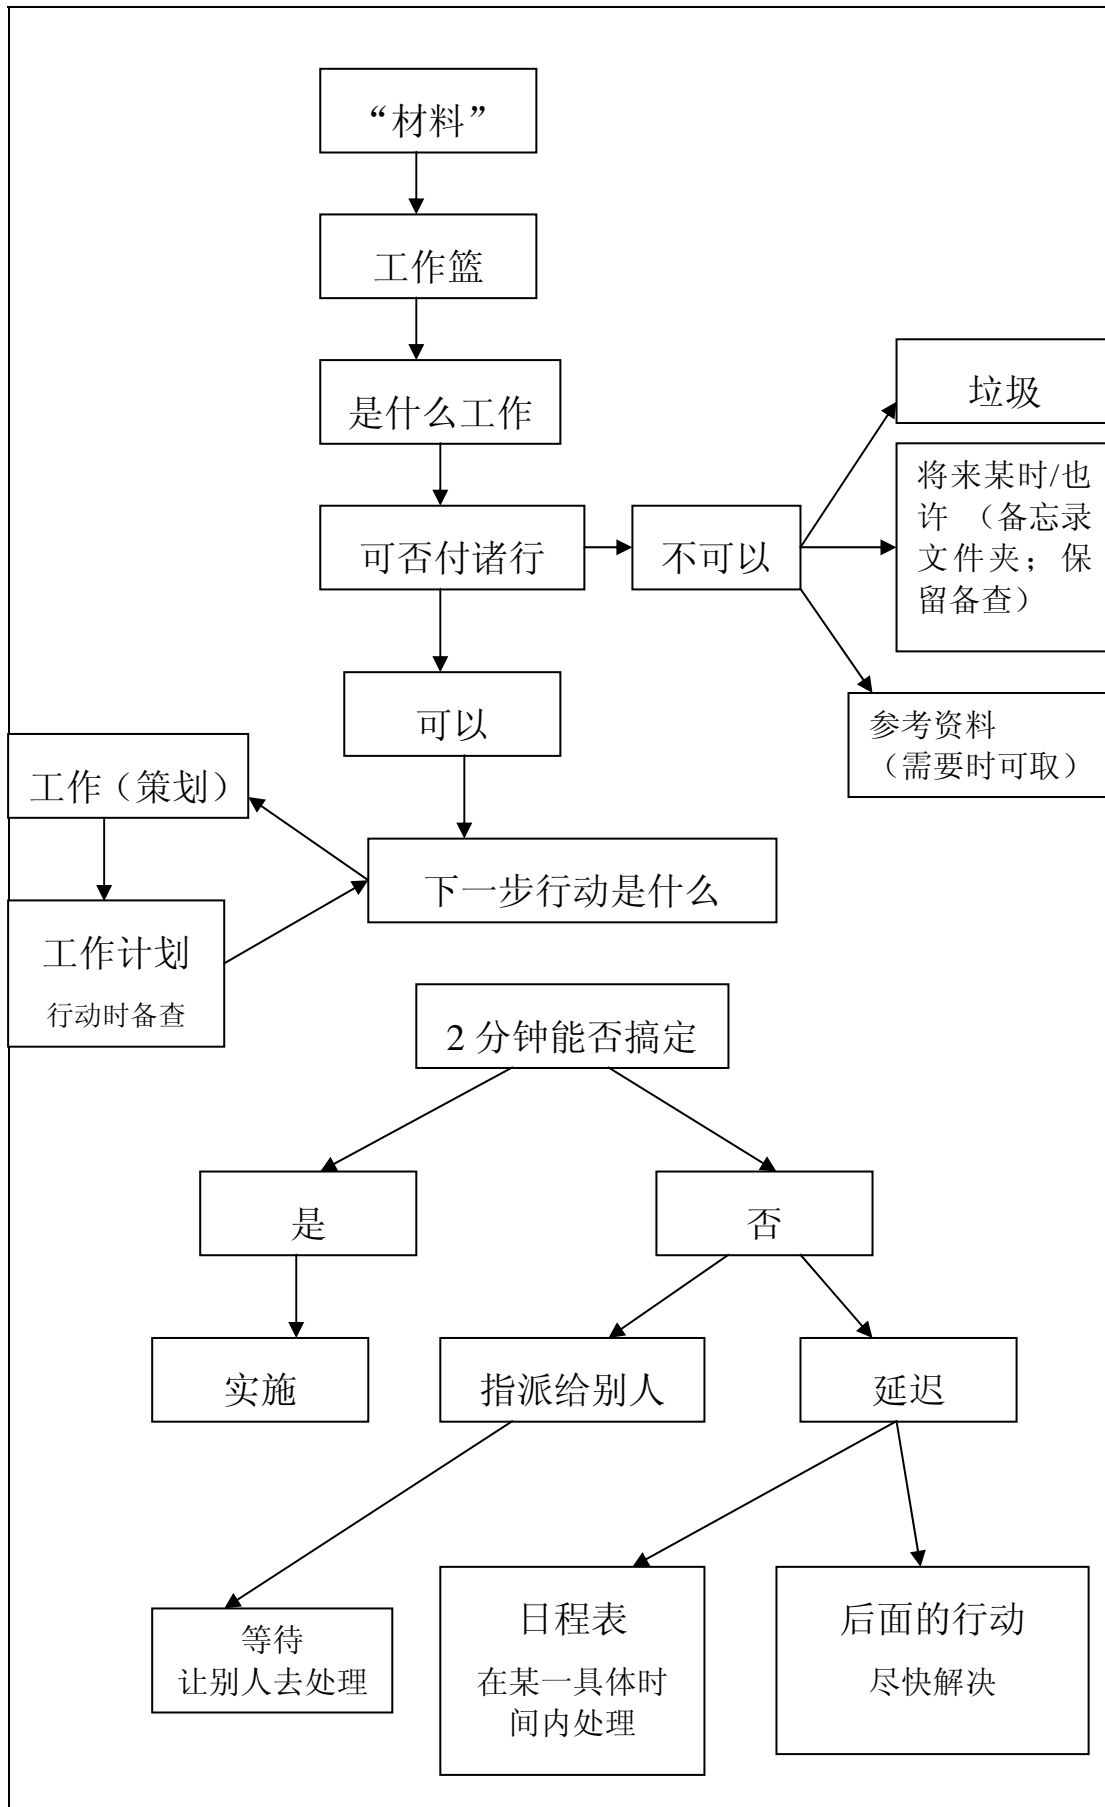 “材料”
工作篮
是什么工作
垃圾
将来某时/也
许 （备忘录
文件夹；保
留备查）
可否付诸行
不可以
可以
参考资料
（需要时可取）
工作（策划）
下一步行动是什么
工作计划
行动时备查
2 分钟能否搞定
是
否
实施
指派给别人
延迟
等待
让别人去处理
日程表
在某一具体时
间内处理
后面的行动
尽快解决